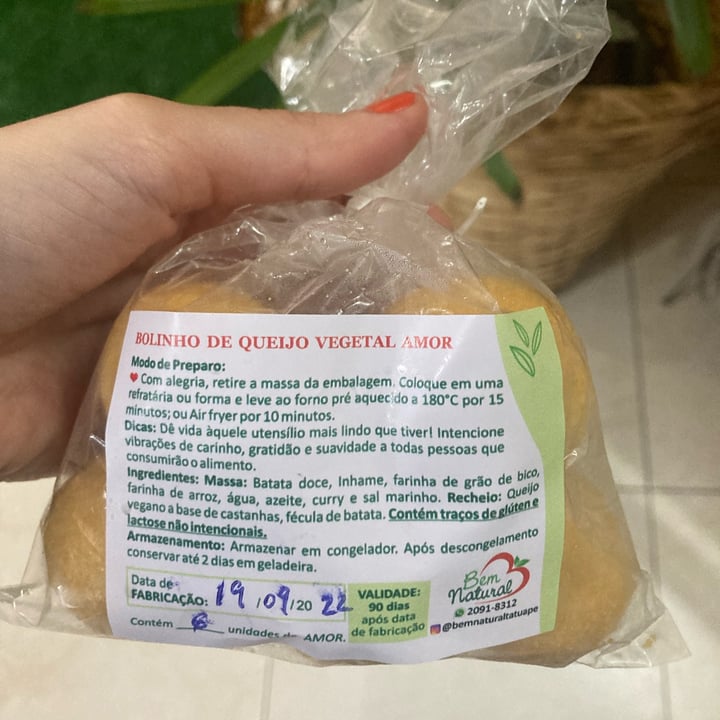 BOLINHO DE QUEIJO VEGETAL AMOR
Modo de Preparo:
♥ Com alegria, retire a massa da embalagem. Coloque em uma
refratária ou forma e leve ao forno pré aquecido a 180°C por 15
minutos; ou Air fryer por 10 minutos.
Dicas: Dê vida àquele utensílio mais lindo que tiver! Intencione
vibrações de carinho, gratidão e suavidade a todas pessoas que
consumirão o alimento.
Ingredientes: Massa: Batata doce, Inhame, farinha de grão de bico,
farinha de arroz, água, azeite, curry e sal marinho. Recheio: Queijo
vegano a base de castanhas, fécula de batata. Contém traços de glúten e
lactose não intencionais.
Armazenamento: Armazenar em congelador. Após descongelamento
conservar até 2 dias em geladeira.
Data de
FABRICAÇÃO: 19/09/2022
Contém 6 unidades de AMOR.
VALIDADE:
90 dias
após data
de fabricação
Bem
Natural
2091-8312
@bemnaturaltatuape